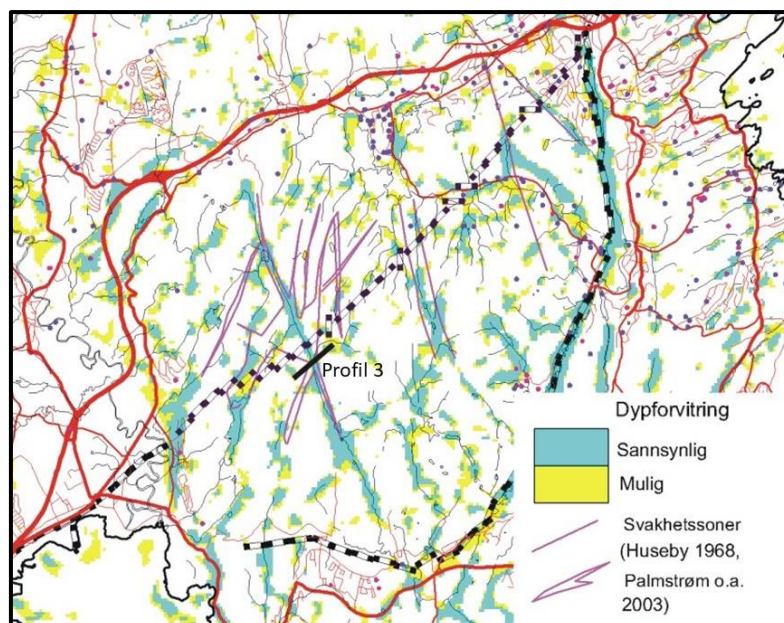 Profil 3
Dypforvitring
Sannsynlig
Mulig
Svakhetssoner
(Huseby 1968,
Palmstrøm o.a.
2003)